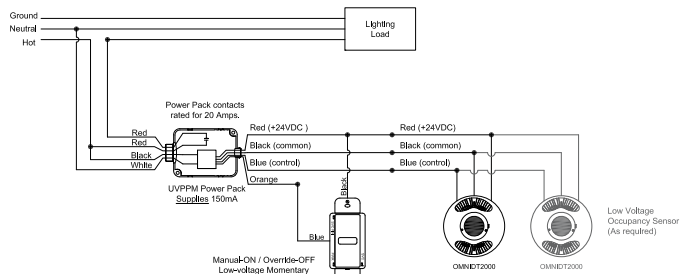 Ground
Neutral
Hot
Lighting
Load
Power Pack contacts
rated for 20 Amps.
Red
Red
Black
White
Red (+24VDC )
Black (common)
Blue (control)
Orange
Red (+24VDC)
Black (common)
Blue (control)
UVPPM Power Pack
Supplies 150mA
Black
Blue
Manual-ON / Override-OFF
Low-voltage Momentary
OMNIDT2000
OMNIDT2000
Low Voltage
Occupancy Sensor
(As required)